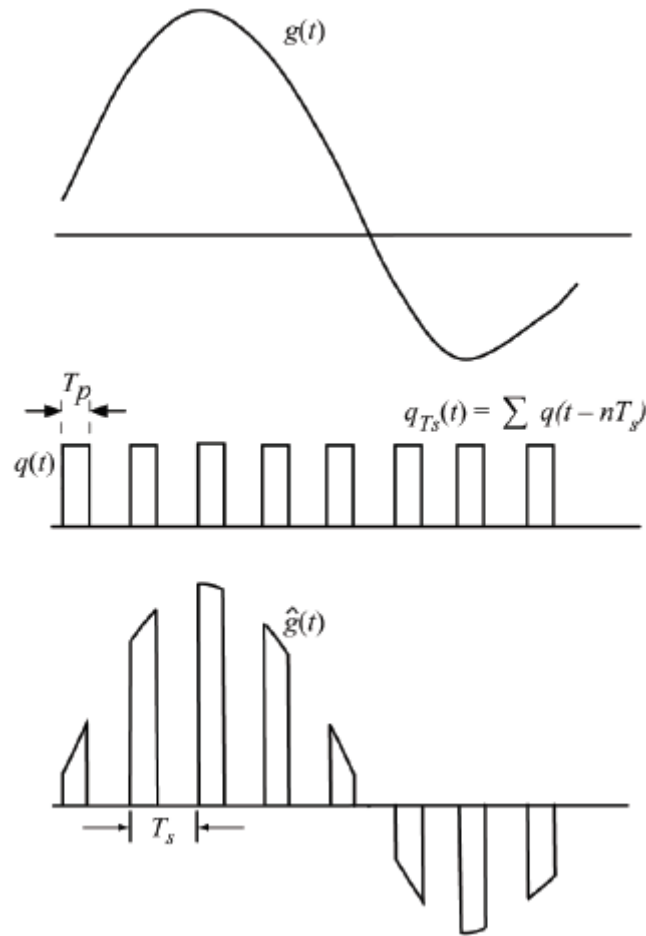 g(t)
T_p
q_{Ts}(t) = ∑ q(t – nT_s)
q(t)
ĝ(t)
T_s